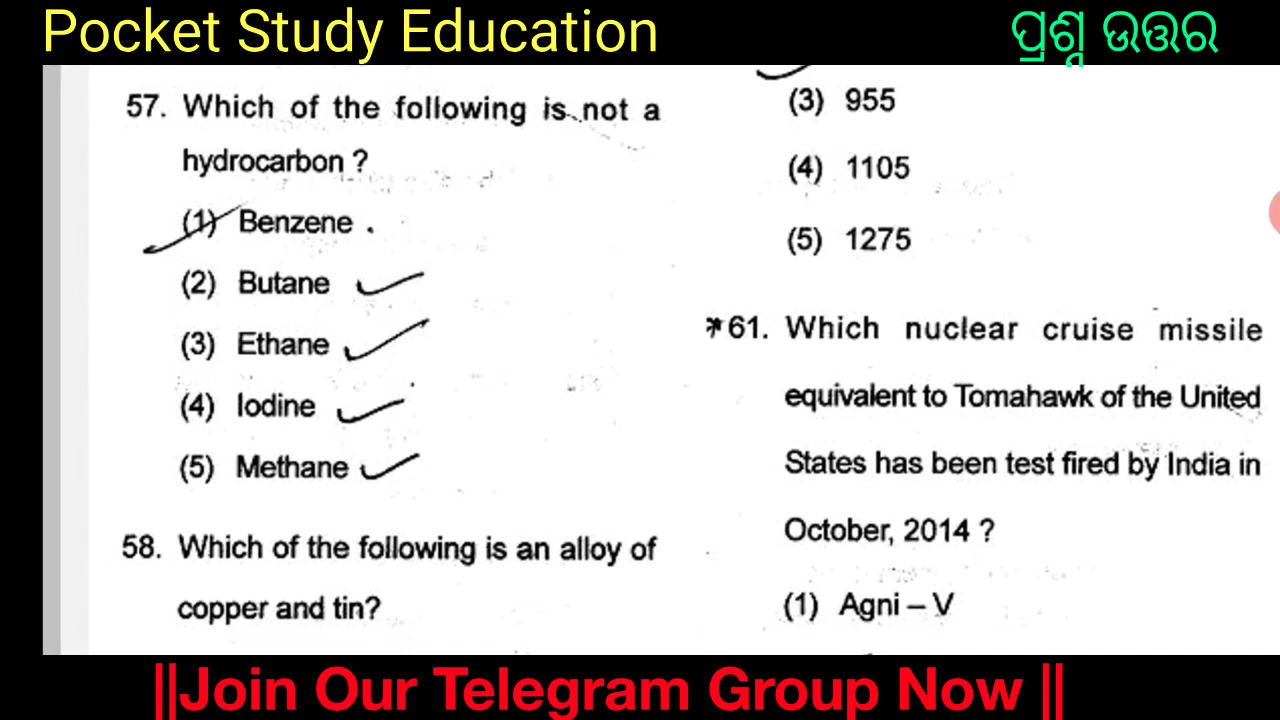 Pocket Study Education
ପ୍ରଶ୍ନ ଉତ୍ତର
57. Which of the following is not a
hydrocarbon ?
(1) Benzene .
(2) Butane
(3) Ethane
(4) Iodine
(5) Methane
58. Which of the following is an alloy of
copper and tin?
(3) 955
(4) 1105
(5) 1275
*61. Which nuclear cruise missile
equivalent to Tomahawk of the United
States has been test fired by India in
October, 2014 ?
(1) Agni – V
||Join Our Telegram Group Now ||